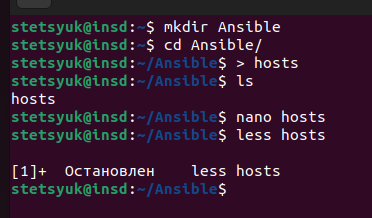 stetsyuk@insd:~$ mkdir Ansible
stetsyuk@insd:~$ cd Ansible/
stetsyuk@insd:~/Ansible$ > hosts
stetsyuk@insd:~/Ansible$ ls
hosts
stetsyuk@insd:~/Ansible$ nano hosts
stetsyuk@insd:~/Ansible$ less hosts
[1]+  Остановлен    less hosts
stetsyuk@insd:~/Ansible$